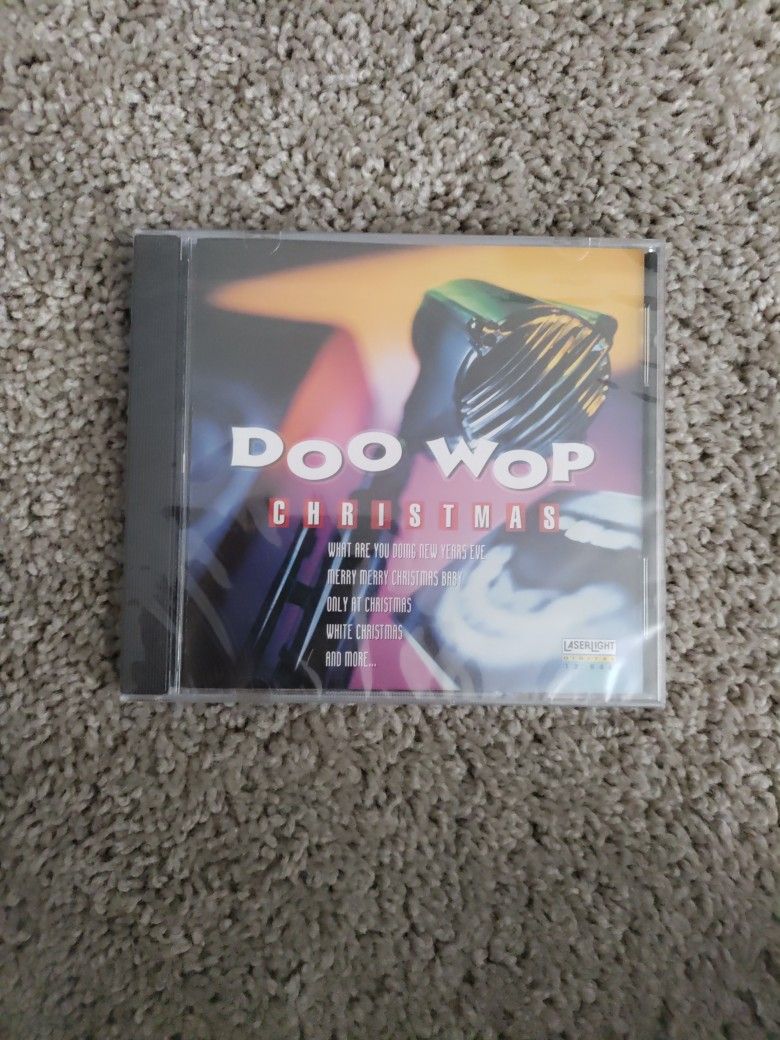 DOO WOP
CHRISTMAS
WHAT ARE YOU DOING NEW YEARS EVE,
MERRY MERRY CHRISTMAS BABY
ONLY AT CHRISTMAS
WHITE CHRISTMAS
AND MORE...
LASERLIGHT
DIGITAL